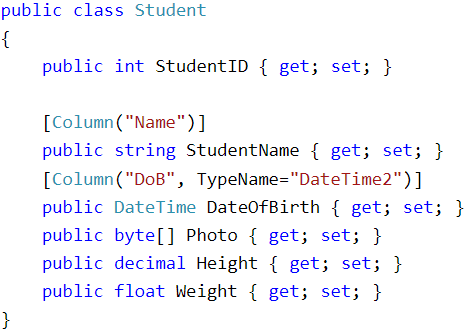 public class Student
{
    public int StudentID { get; set; }

    [Column("Name")]
    public string StudentName { get; set; }
    [Column("DoB", TypeName="DateTime2")]
    public DateTime DateOfBirth { get; set; }
    public byte[] Photo { get; set; }
    public decimal Height { get; set; }
    public float Weight { get; set; }
}